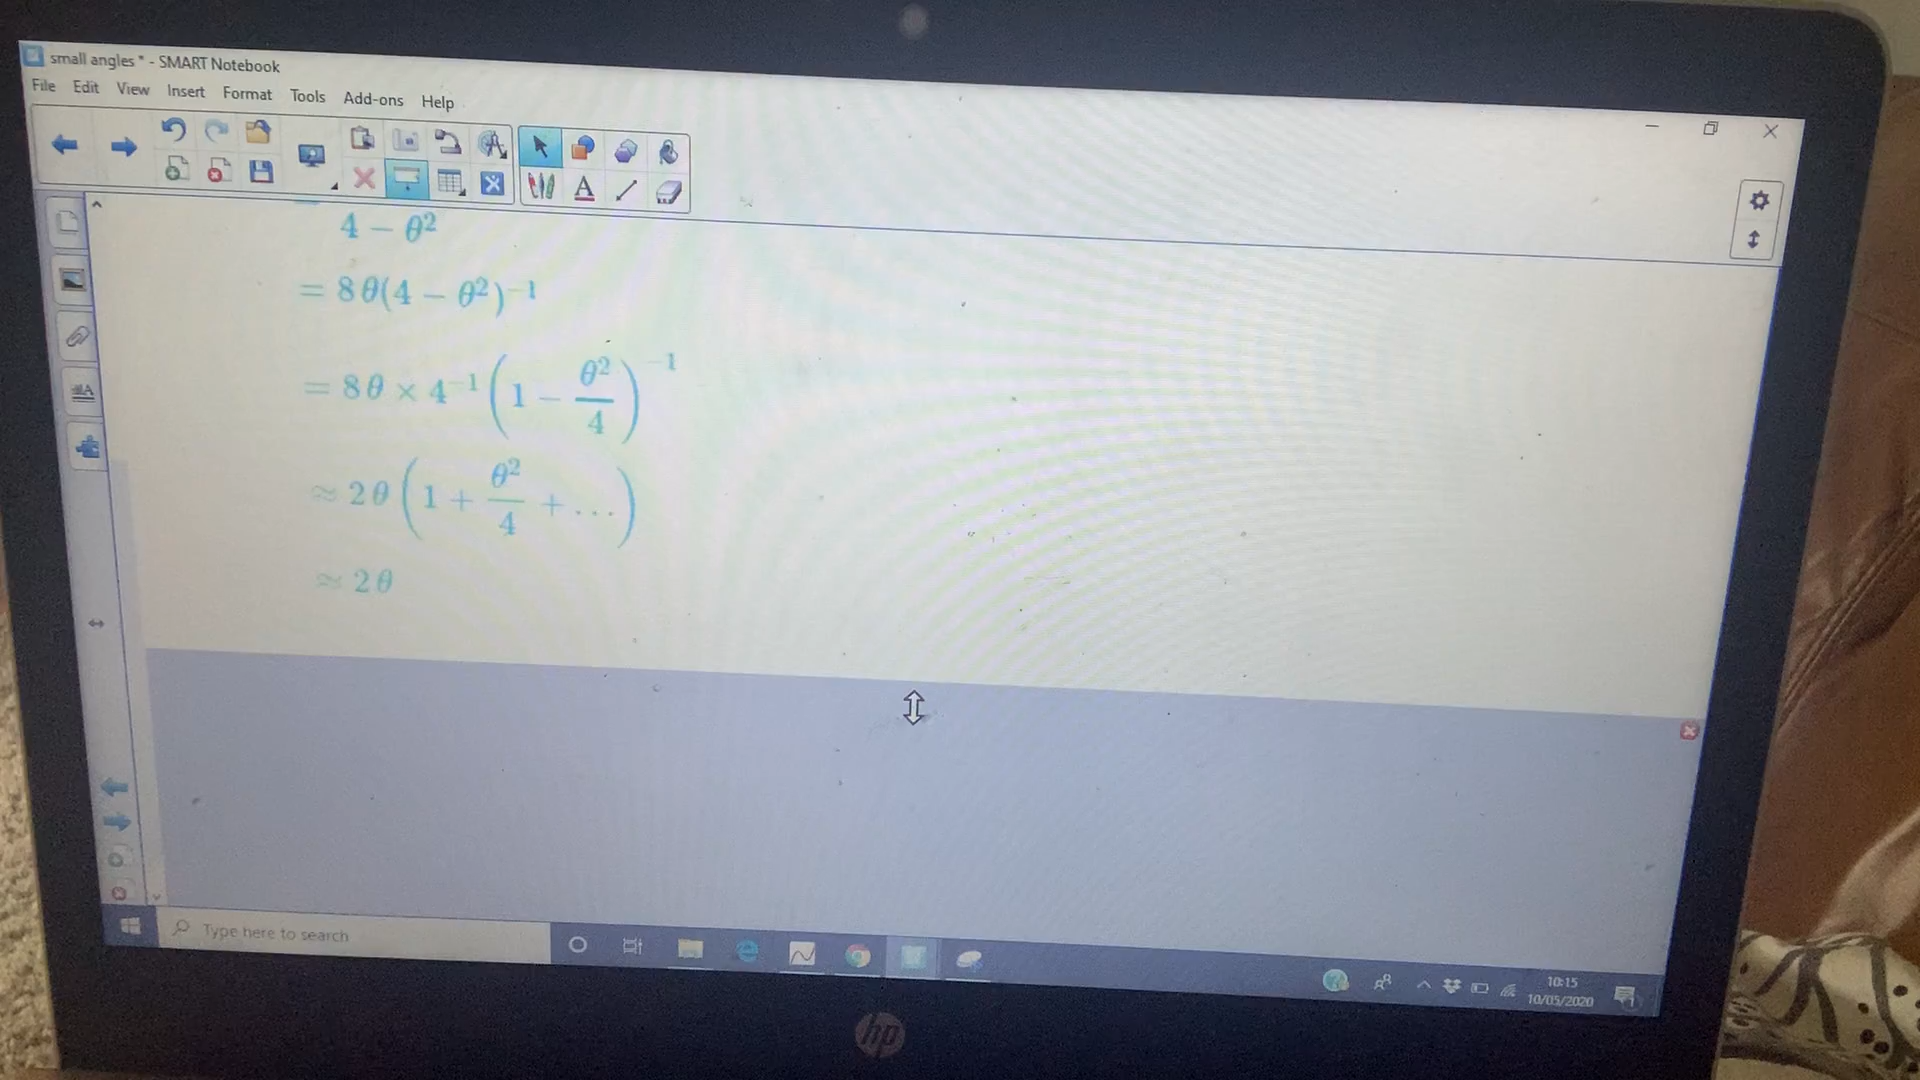 small angles * - SMART Notebook
File Edit View Insert Format Tools Add-ons Help
4 − θ²
= 8θ(4 − θ²)⁻¹
= 8θ × 4⁻¹(1 − θ²/4)⁻¹
≈ 2θ(1 + θ²/4 + ...)
≈ 2θ
Type here to search
10:15
10/05/2020
hp